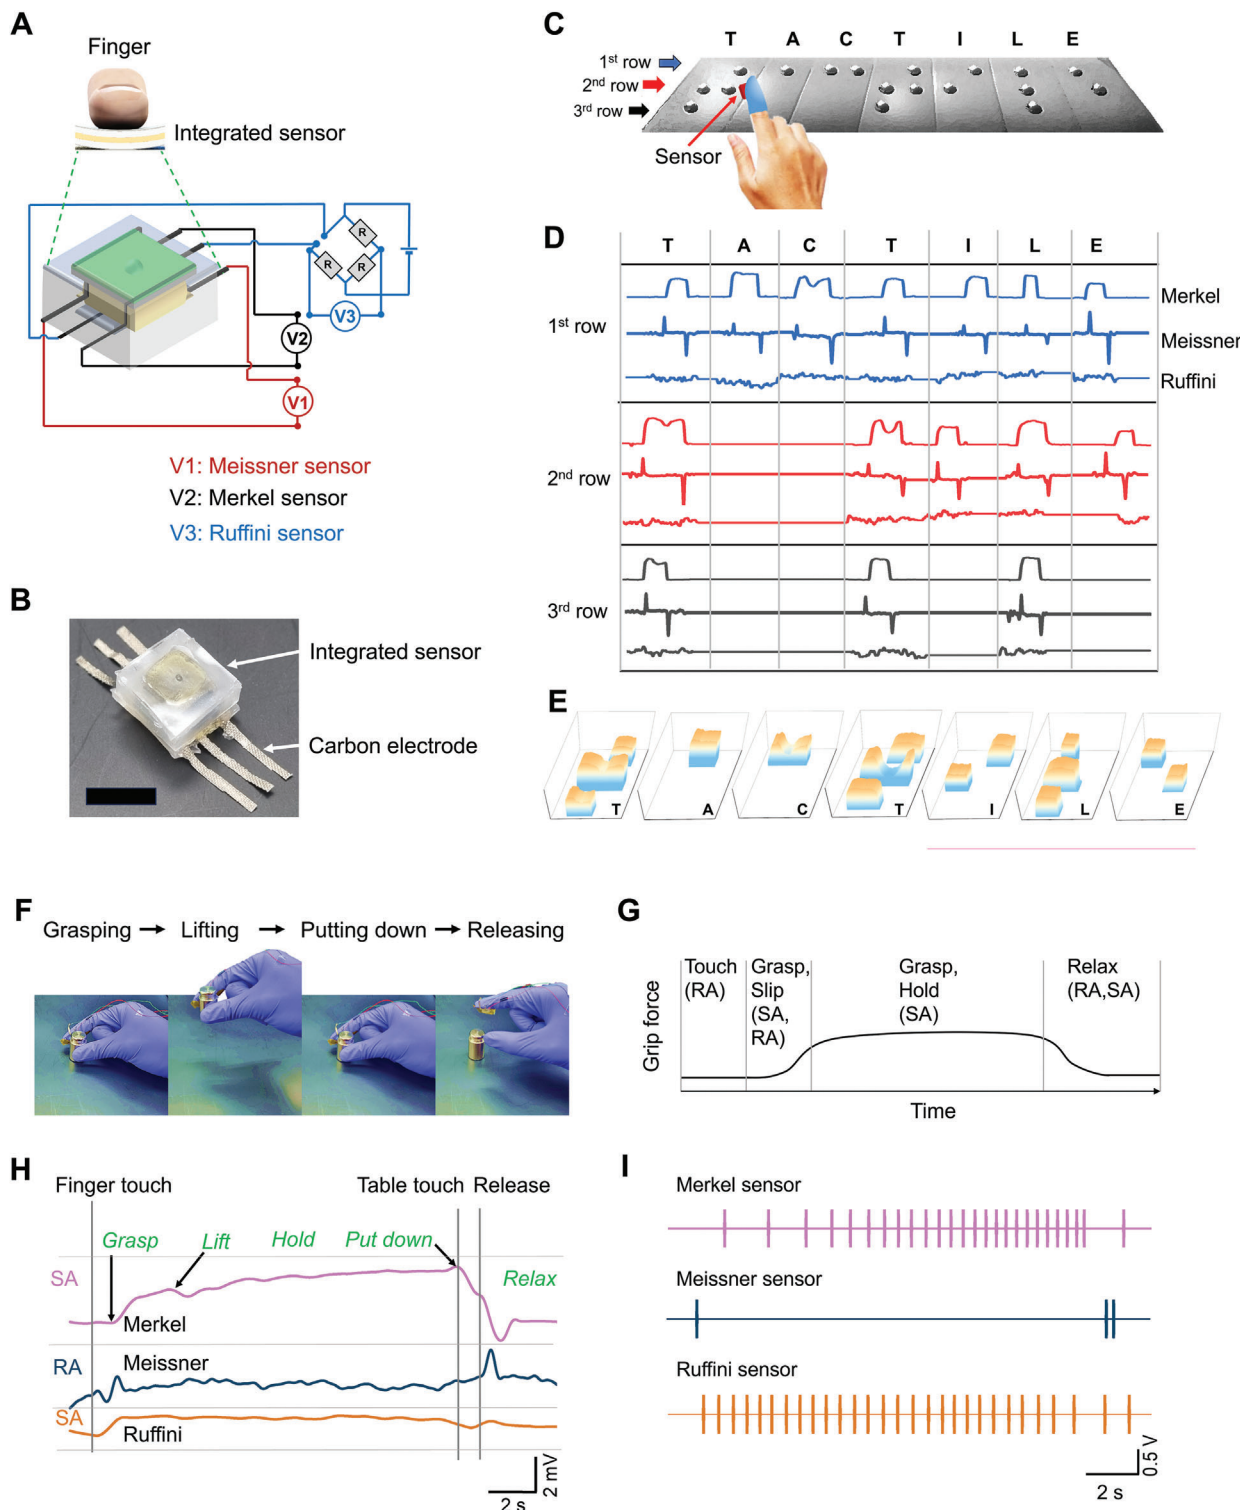 A
Finger
Integrated sensor
R
R
R
V3
V2
V1
V1: Meissner sensor
V2: Merkel sensor
V3: Ruffini sensor
B
Integrated sensor
Carbon electrode
C
T A C T I L E
1st row
2nd row
3rd row
Sensor
D
T A C T I L E
1st row
Merkel
Meissner
Ruffini
2nd row
3rd row
E
T A C T I L E
F
Grasping → Lifting → Putting down → Releasing
G
Grip force
Touch
(RA)
Grasp,
Slip
(SA,
RA)
Grasp,
Hold
(SA)
Relax
(RA,SA)
Time
H
Finger touch
Table touch
Release
Grasp
Lift
Hold
Put down
Relax
SA
Merkel
RA
Meissner
SA
Ruffini
2 mV
2 s
I
Merkel sensor
Meissner sensor
Ruffini sensor
0.5 V
2 s